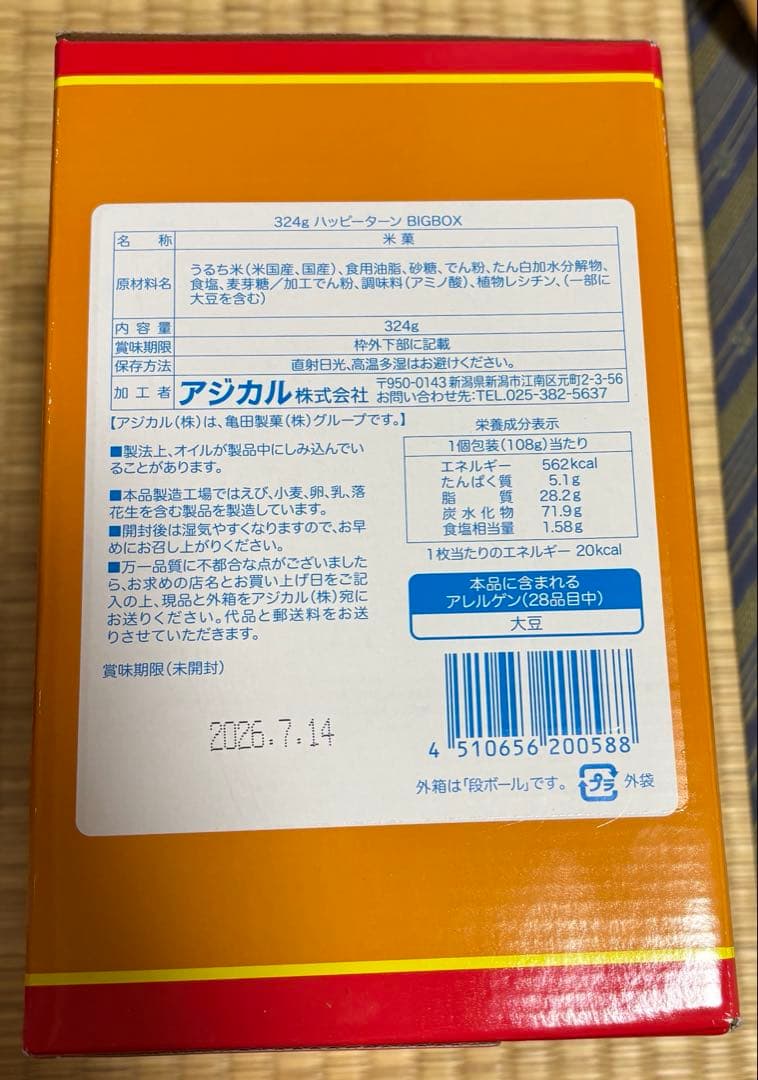 324g ハッピーターン BIGBOX
名 称 米菓
原材料名 うるち米(米国産、国産)、食用油脂、砂糖、でん粉、たん白加水分解物、
食塩、麦芽糖/加工でん粉、調味料(アミノ酸)、植物レシチン、(一部に
大豆を含む)
内容量 324g
賞味期限 枠外下部に記載
保存方法 直射日光、高温多湿はお避けください。
加工者 アジカル株式会社 〒950-0143 新潟県新潟市江南区元町2-3-56
お問い合わせ先:TEL.025-382-5637
【アジカル(株)は、亀田製菓(株)グループです。】
■製法上、オイルが製品中にしみ込んでい
ることがあります。
■本品製造工場ではえび、小麦、卵、乳、落
花生を含む製品を製造しています。
■開封後は湿気やすくなりますので、お早
めにお召し上がりください。
■万一品質に不都合な点がございました
ら、お求めの店名とお買い上げ日をご記
入の上、現品と外箱をアジカル(株)宛に
お送りください。代品と郵送料をお送
りさせていただきます。
賞味期限(未開封)
2026.7.14
栄養成分表示
1個包装(108g)当たり
エネルギー 562kcal
たんぱく質 5.1g
脂質 28.2g
炭水化物 71.9g
食塩相当量 1.58g
1枚当たりのエネルギー 20kcal
本品に含まれる
アレルゲン(28品目中)
大豆
4 510656 200588
外箱は「段ボール」です。 プラ 外袋